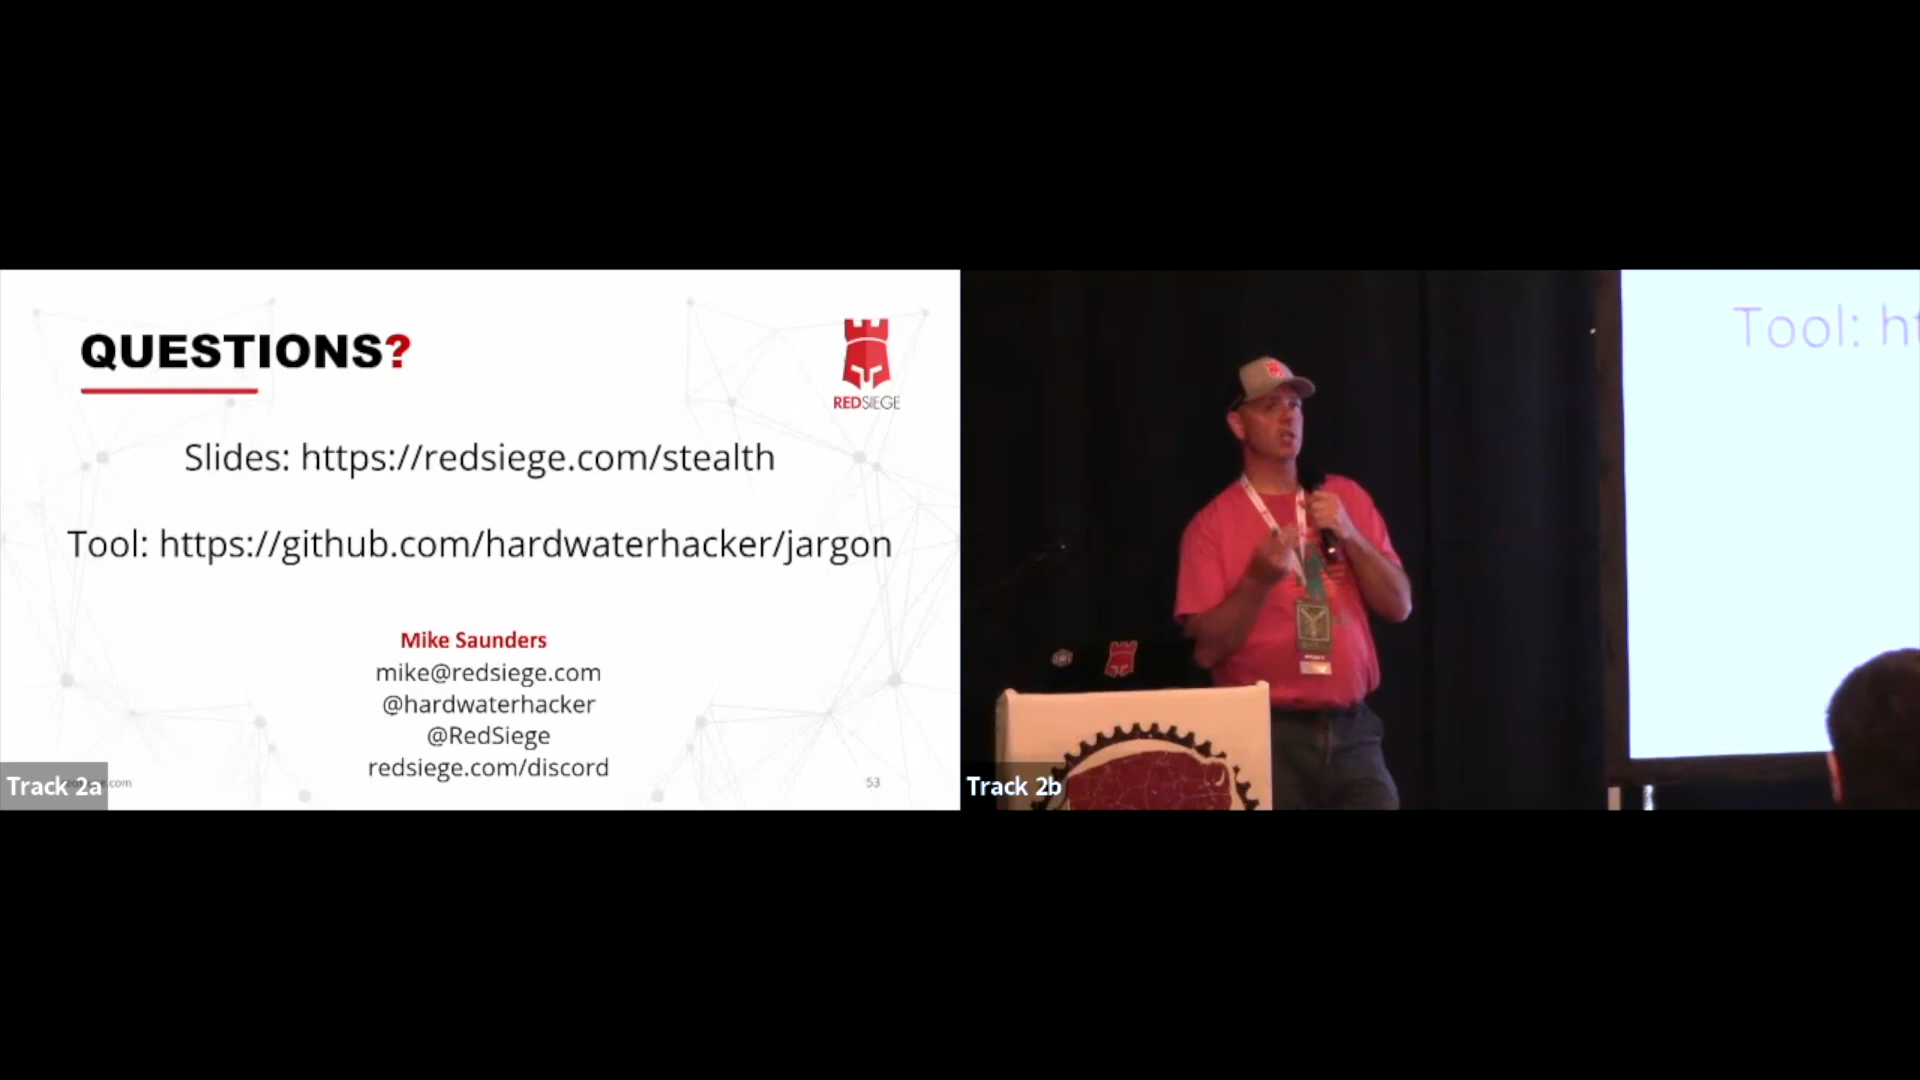 QUESTIONS?
REDSIEGE
Slides: https://redsiege.com/stealth
Tool: https://github.com/hardwaterhacker/jargon
Mike Saunders
mike@redsiege.com
@hardwaterhacker
@RedSiege
redsiege.com/discord
.com
53
Track 2a
Tool: ht
Track 2b